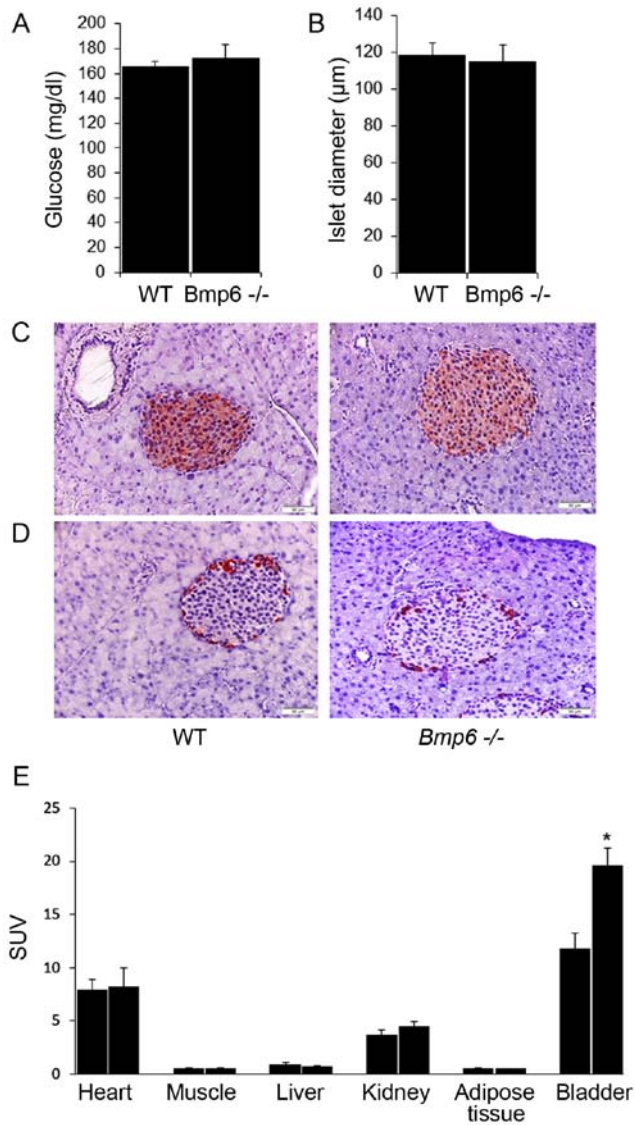 A
Glucose (mg/dl)
200
180
160
140
120
100
80
60
40
20
0
WT Bmp6 -/-
B
Islet diameter (µm)
140
120
100
80
60
40
20
0
WT Bmp6 -/-
C
D
WT
Bmp6 -/-
E
SUV
25
20
15
10
5
0
*
Heart Muscle Liver Kidney Adipose Bladder
tissue